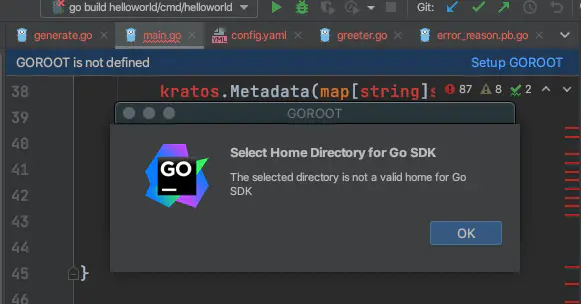 go build helloworld/cmd/helloworld
Git:
generate.go
main.go
config.yaml
greeter.go
error_reason.pb.go
GOROOT is not defined
Setup GOROOT
38
kratos.Metadata(map[string]s
87
8
2
39
GOROOT
40
Select Home Directory for Go SDK
GO
The selected directory is not a valid home for Go
41
SDK
42
43
OK
44
45
}
46